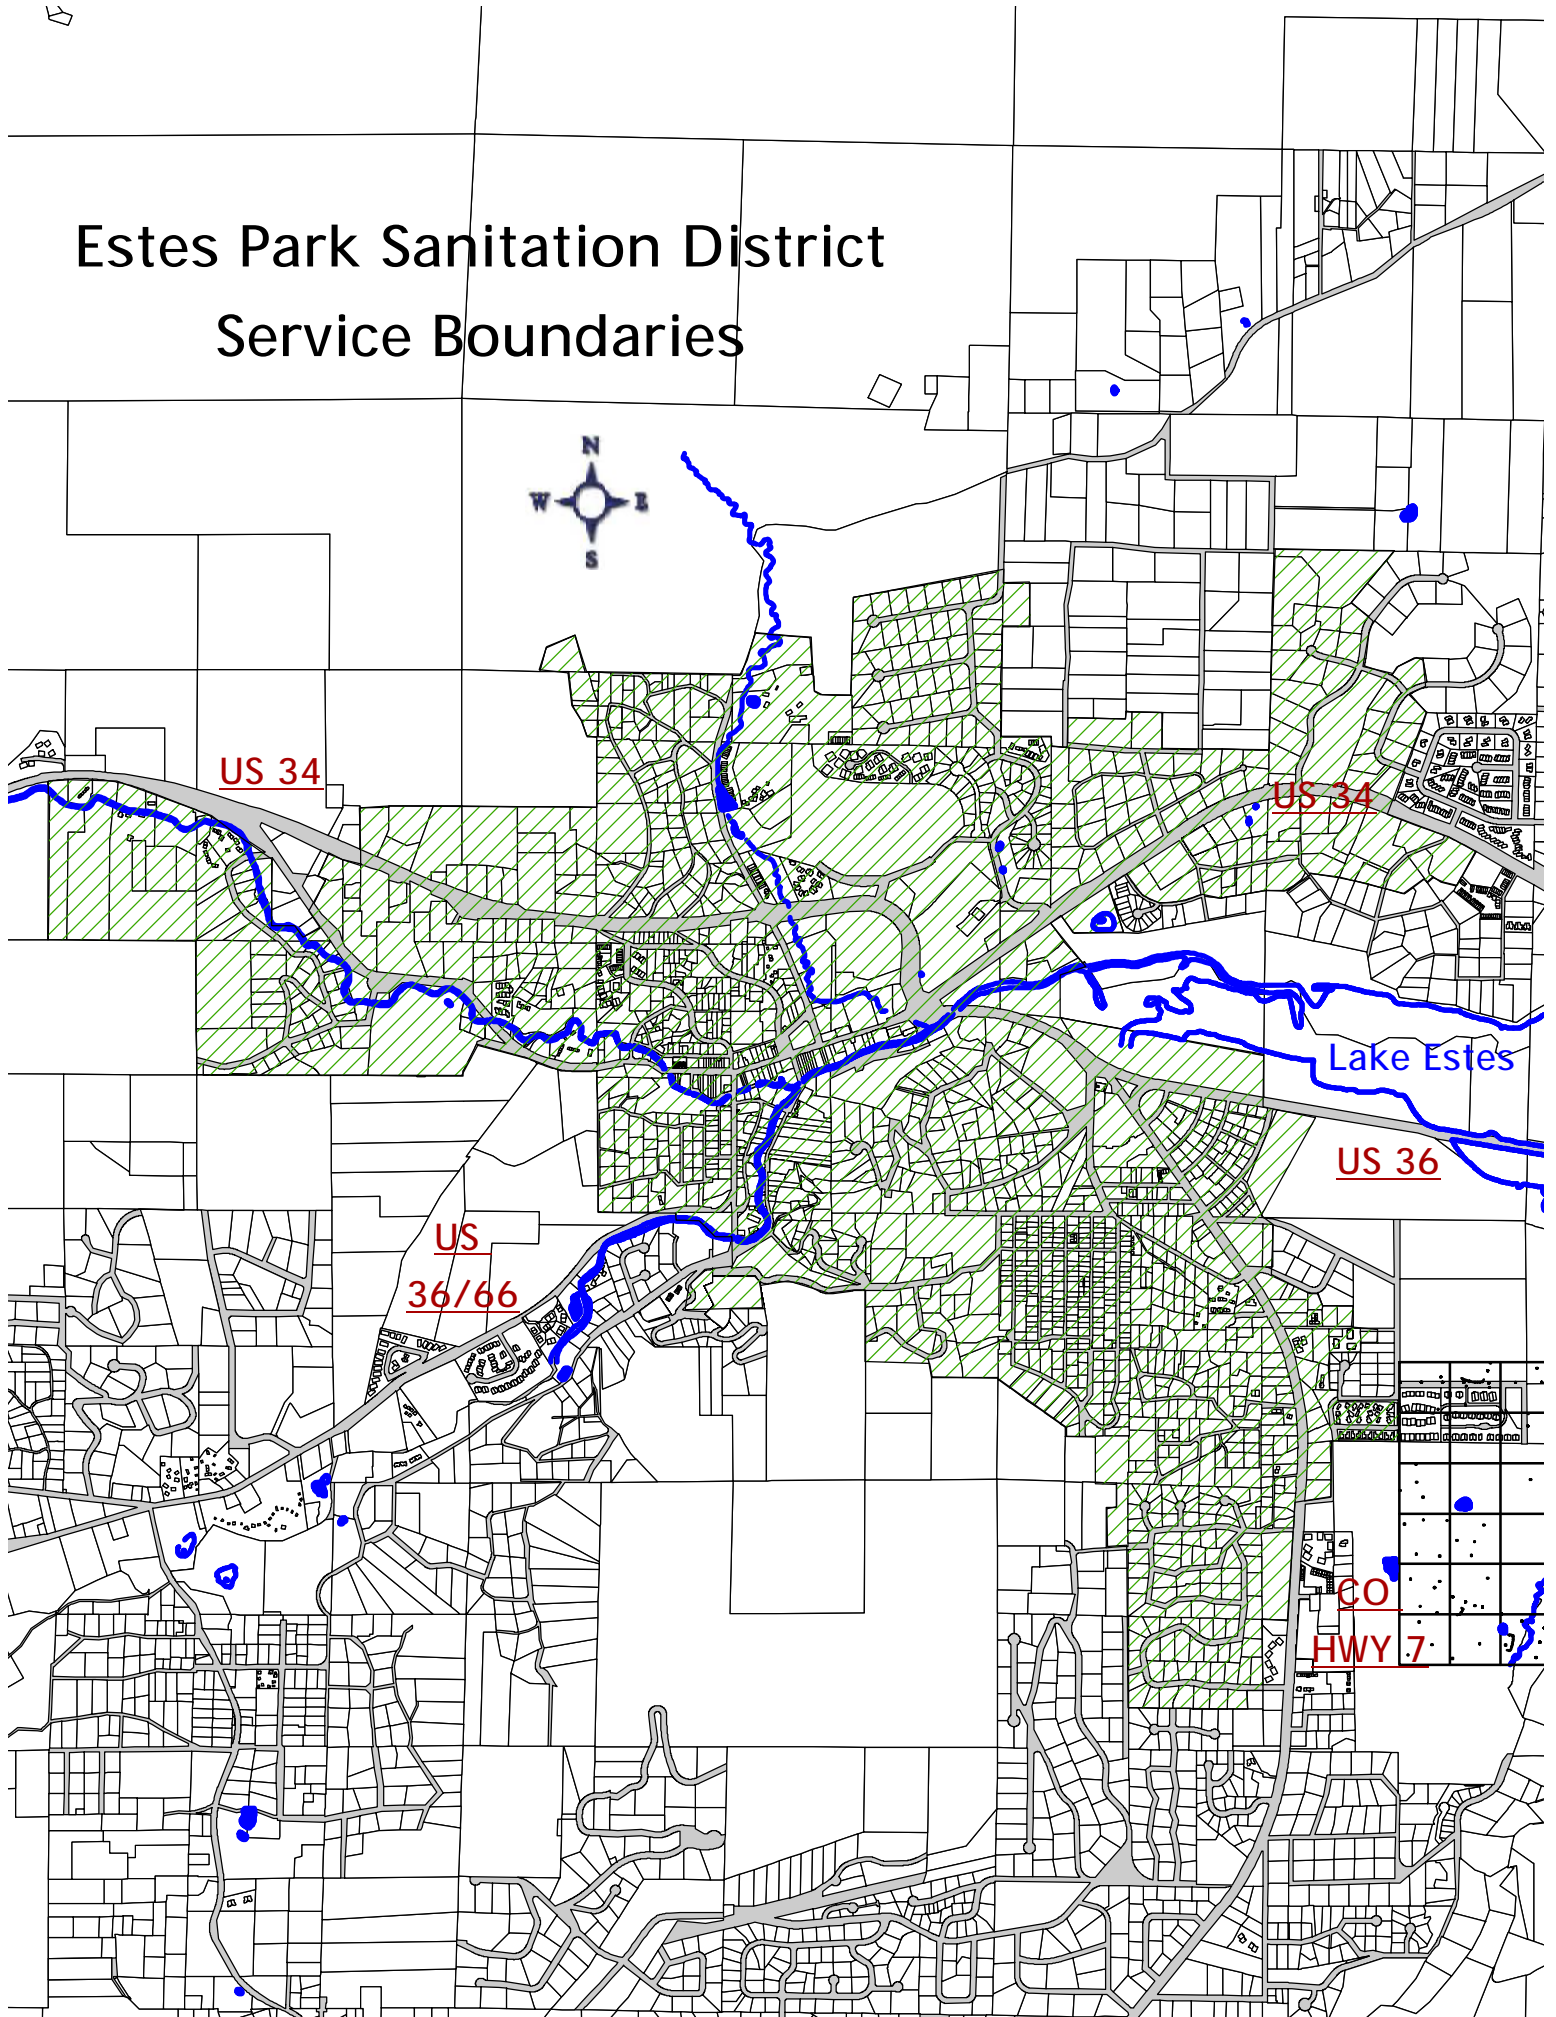 Estes Park Sanitation District
Service Boundaries
N
W E
S
US 34
US 34
Lake Estes
US 36
US
36/66
CO
HWY 7